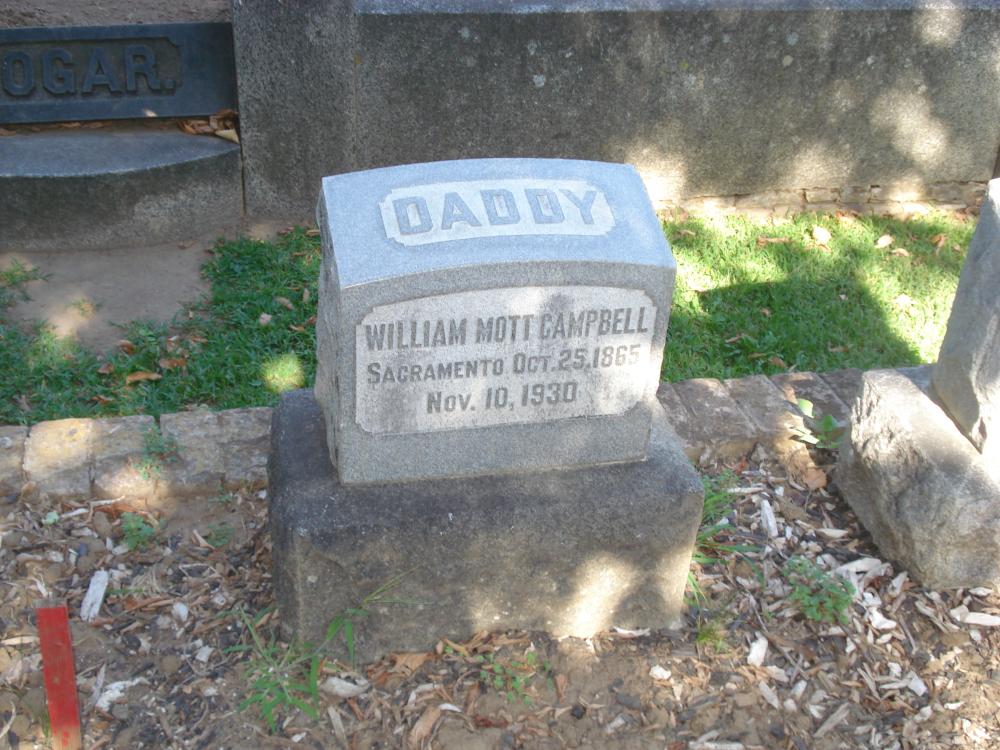 OGAR.
DADDY
WILLIAM MOTT CAMPBELL
SACRAMENTO OCT. 25, 1865
NOV. 10, 1930